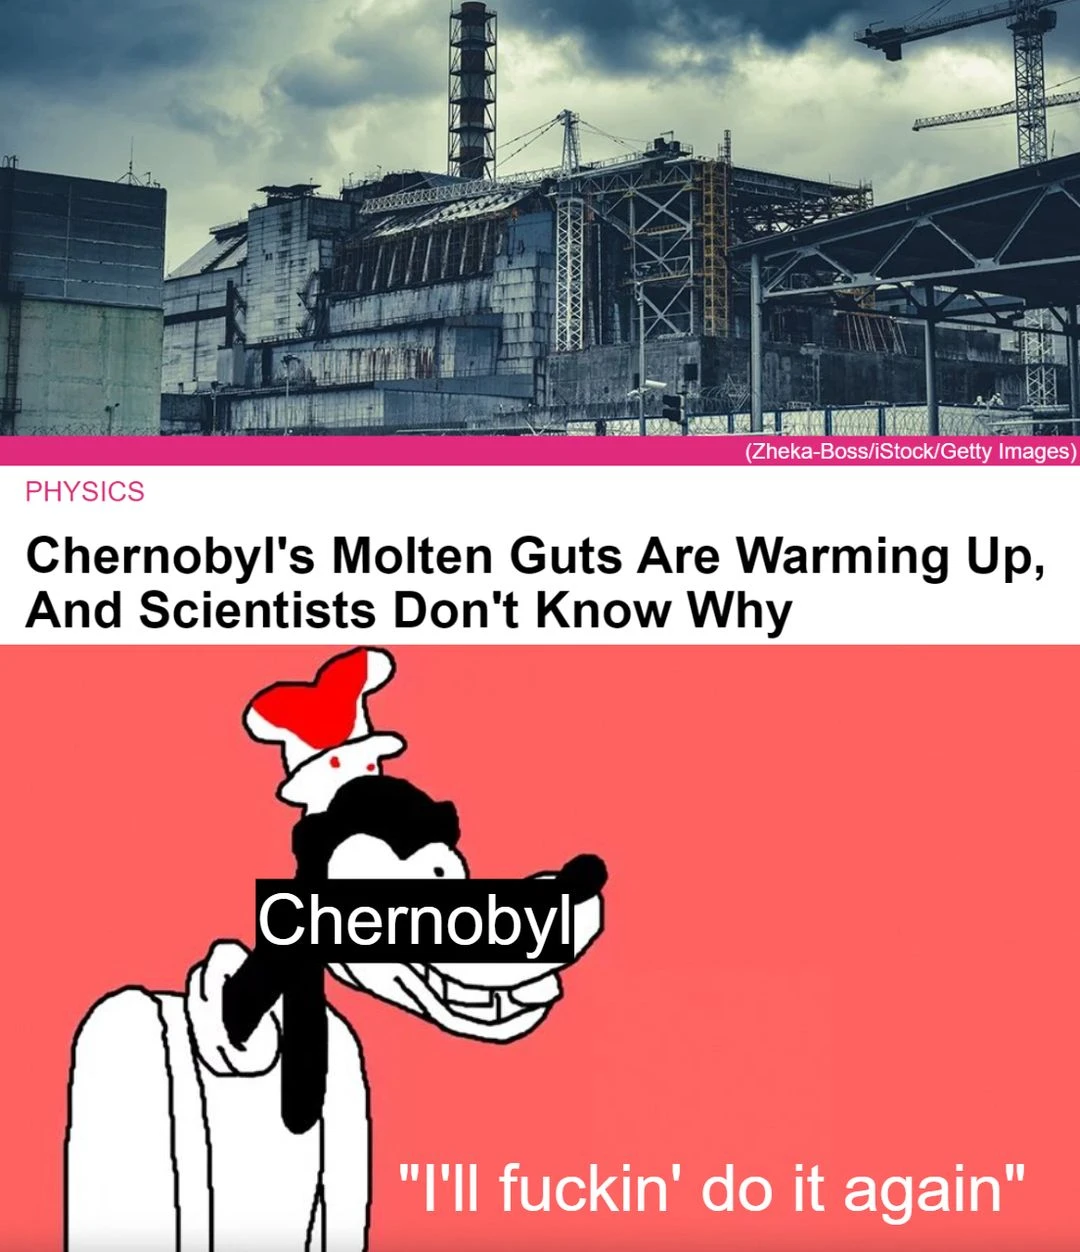 (Zheka-Boss/iStock/Getty Images)
PHYSICS
Chernobyl's Molten Guts Are Warming Up,
And Scientists Don't Know Why
Chernobyl
"I'll fuckin' do it again"